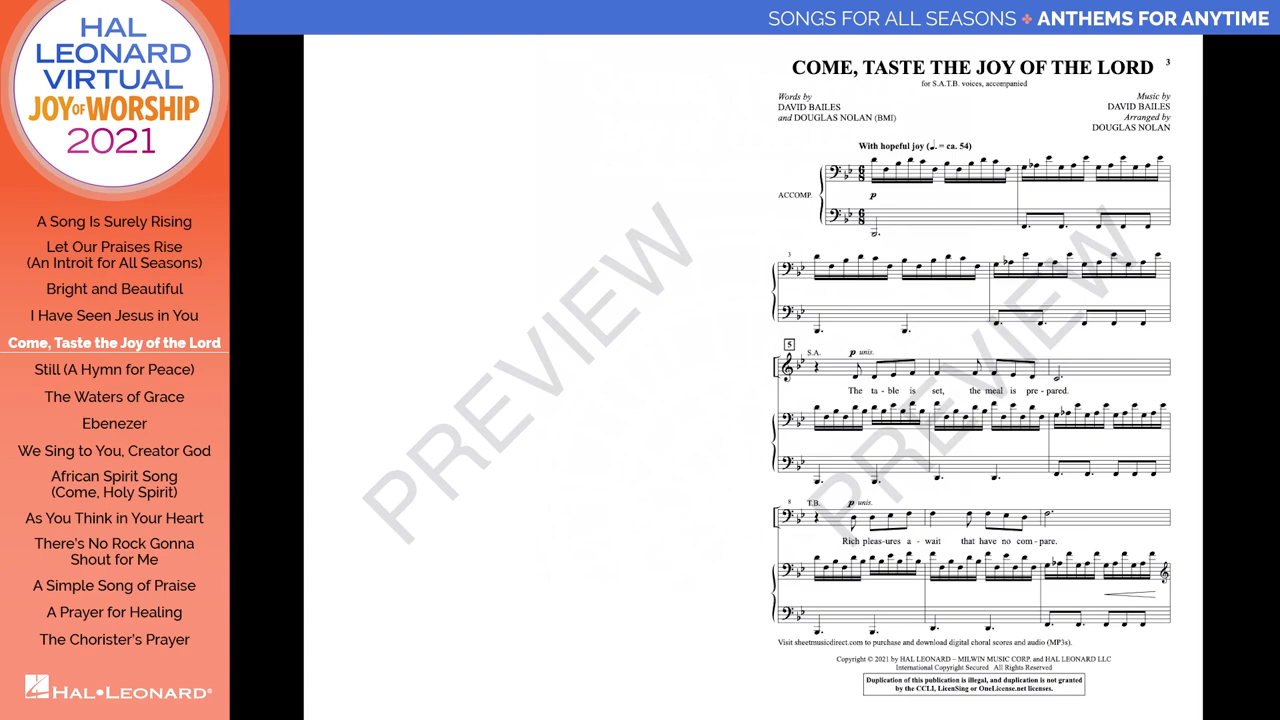 HAL
LEONARD
VIRTUAL
JOY OF WORSHIP
2021
A Song Is Surely Rising
Let Our Praises Rise
(An Introit for All Seasons)
Bright and Beautiful
I Have Seen Jesus in You
Come, Taste the Joy of the Lord
Still (A Hymn for Peace)
The Waters of Grace
Ebenezer
We Sing to You, Creator God
African Spirit Song
(Come, Holy Spirit)
As You Think in Your Heart
There's No Rock Gonna
Shout for Me
A Simple Song of Praise
A Prayer for Healing
The Chorister's Prayer
HAL•LEONARD®
SONGS FOR ALL SEASONS ANTHEMS FOR ANYTIME
COME, TASTE THE JOY OF THE LORD 3
for S.A.T.B. voices, accompanied
Words by
DAVID BAILES
and DOUGLAS NOLAN (BMI)
Music by
DAVID BAILES
Arranged by
DOUGLAS NOLAN
With hopeful joy (♩. = ca. 54)
6
8
ACCOMP.
p
6
8
3
5
S.A.
p unis.
The ta - ble is set, the meal is pre - pared.
8
T.B.
p unis.
Rich pleas-ures a - wait that have no com - pare.
Visit sheetmusicdirect.com to purchase and download digital choral scores and audio (MP3s).
Copyright © 2021 by HAL LEONARD – MILWIN MUSIC CORP. and HAL LEONARD LLC
International Copyright Secured All Rights Reserved
Duplication of this publication is illegal, and duplication is not granted
by the CCLI, LicenSing or OneLicense.net licenses.
PREVIEW
PREVIEW